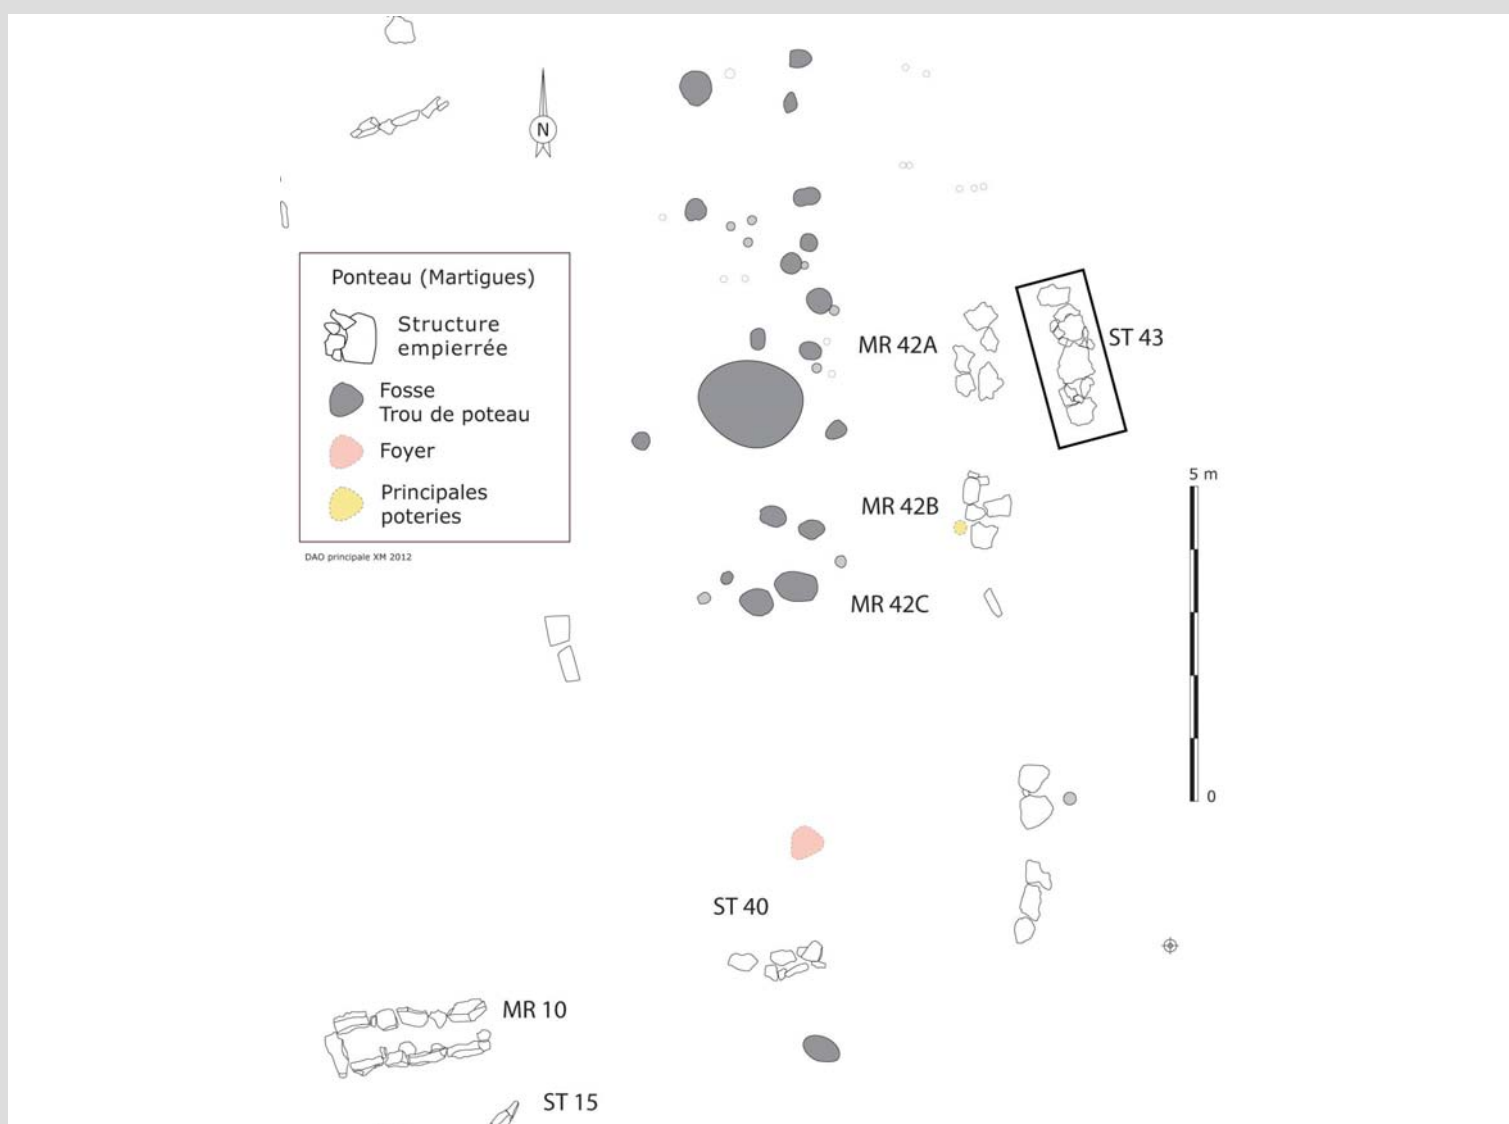 N
Ponteau (Martigues)
Structure
empierrée
Fosse
Trou de poteau
Foyer
Principales
poteries
DAO principale XM 2012
MR 42A
ST 43
5 m
MR 42B
MR 42C
0
ST 40
MR 10
ST 15